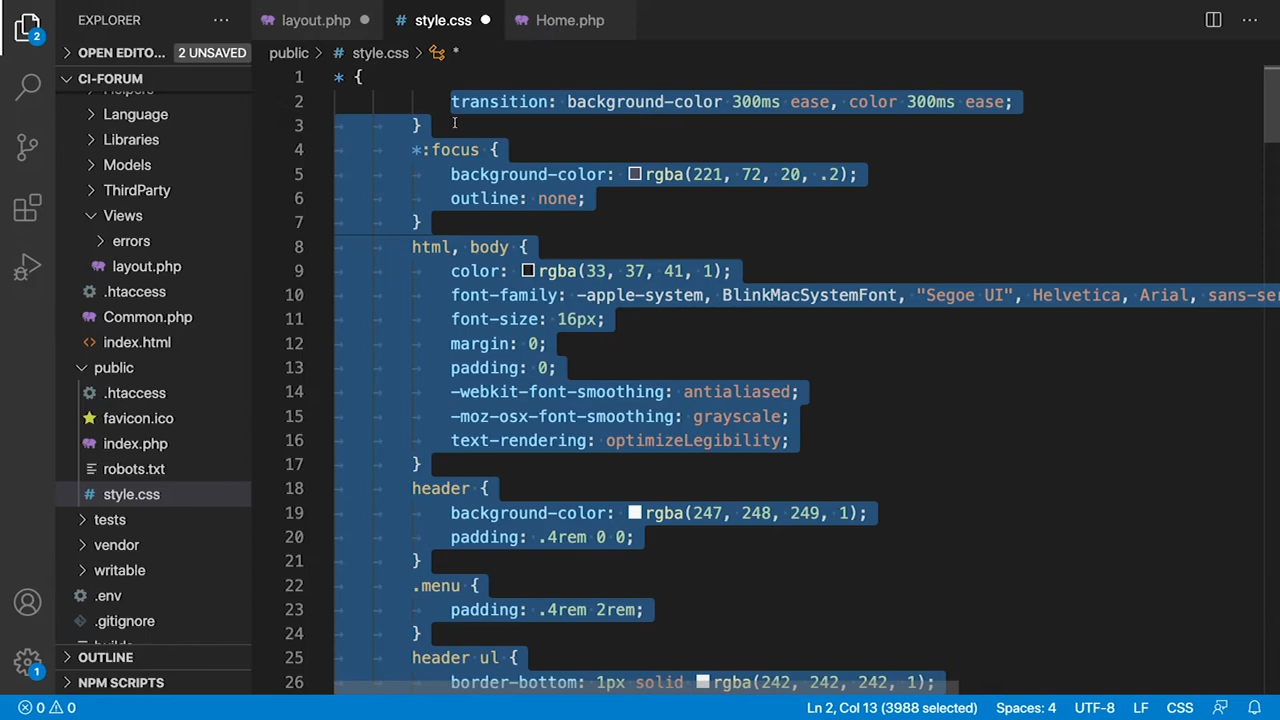 EXPLORER ··· layout.php style.css Home.php ···
OPEN EDITO... 2 UNSAVED
public > # style.css > *
CI-FORUM
Language
Libraries
Models
ThirdParty
Views
errors
layout.php
.htaccess
Common.php
<> index.html
public
.htaccess
favicon.ico
index.php
robots.txt
# style.css
tests
vendor
writable
.env
.gitignore
OUTLINE
NPM SCRIPTS
2
1
1 * {
2 transition: background-color 300ms ease, color 300ms ease;
3 }
4 *:focus {
5 background-color: rgba(221, 72, 20, .2);
6 outline: none;
7 }
8 html, body {
9 color: rgba(33, 37, 41, 1);
10 font-family: -apple-system, BlinkMacSystemFont, "Segoe UI", Helvetica, Arial, sans-ser
11 font-size: 16px;
12 margin: 0;
13 padding: 0;
14 -webkit-font-smoothing: antialiased;
15 -moz-osx-font-smoothing: grayscale;
16 text-rendering: optimizeLegibility;
17 }
18 header {
19 background-color: rgba(247, 248, 249, 1);
20 padding: .4rem 0 0;
21 }
22 .menu {
23 padding: .4rem 2rem;
24 }
25 header ul {
26 border-bottom: 1px solid rgba(242, 242, 242, 1);
0 0 Ln 2, Col 13 (3988 selected) Spaces: 4 UTF-8 LF CSS